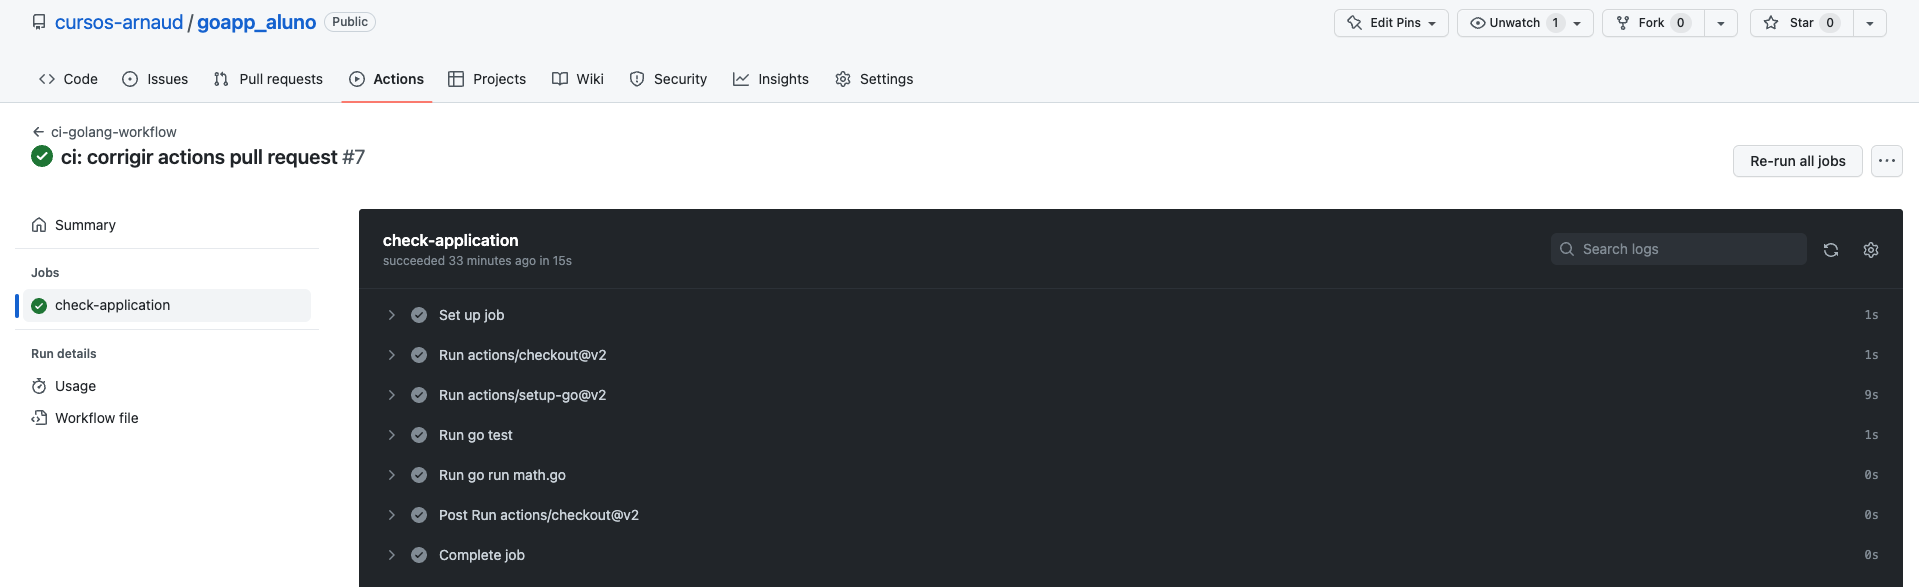 cursos-arnaud / goapp_aluno Public
Edit Pins
Unwatch 1
Fork 0
Star 0
Code
Issues
Pull requests
Actions
Projects
Wiki
Security
Insights
Settings
ci-golang-workflow
ci: corrigir actions pull request #7
Re-run all jobs
Summary
Jobs
check-application
Run details
Usage
Workflow file
check-application
succeeded 33 minutes ago in 15s
Search logs
Set up job 1s
Run actions/checkout@v2 1s
Run actions/setup-go@v2 9s
Run go test 1s
Run go run math.go 0s
Post Run actions/checkout@v2 0s
Complete job 0s